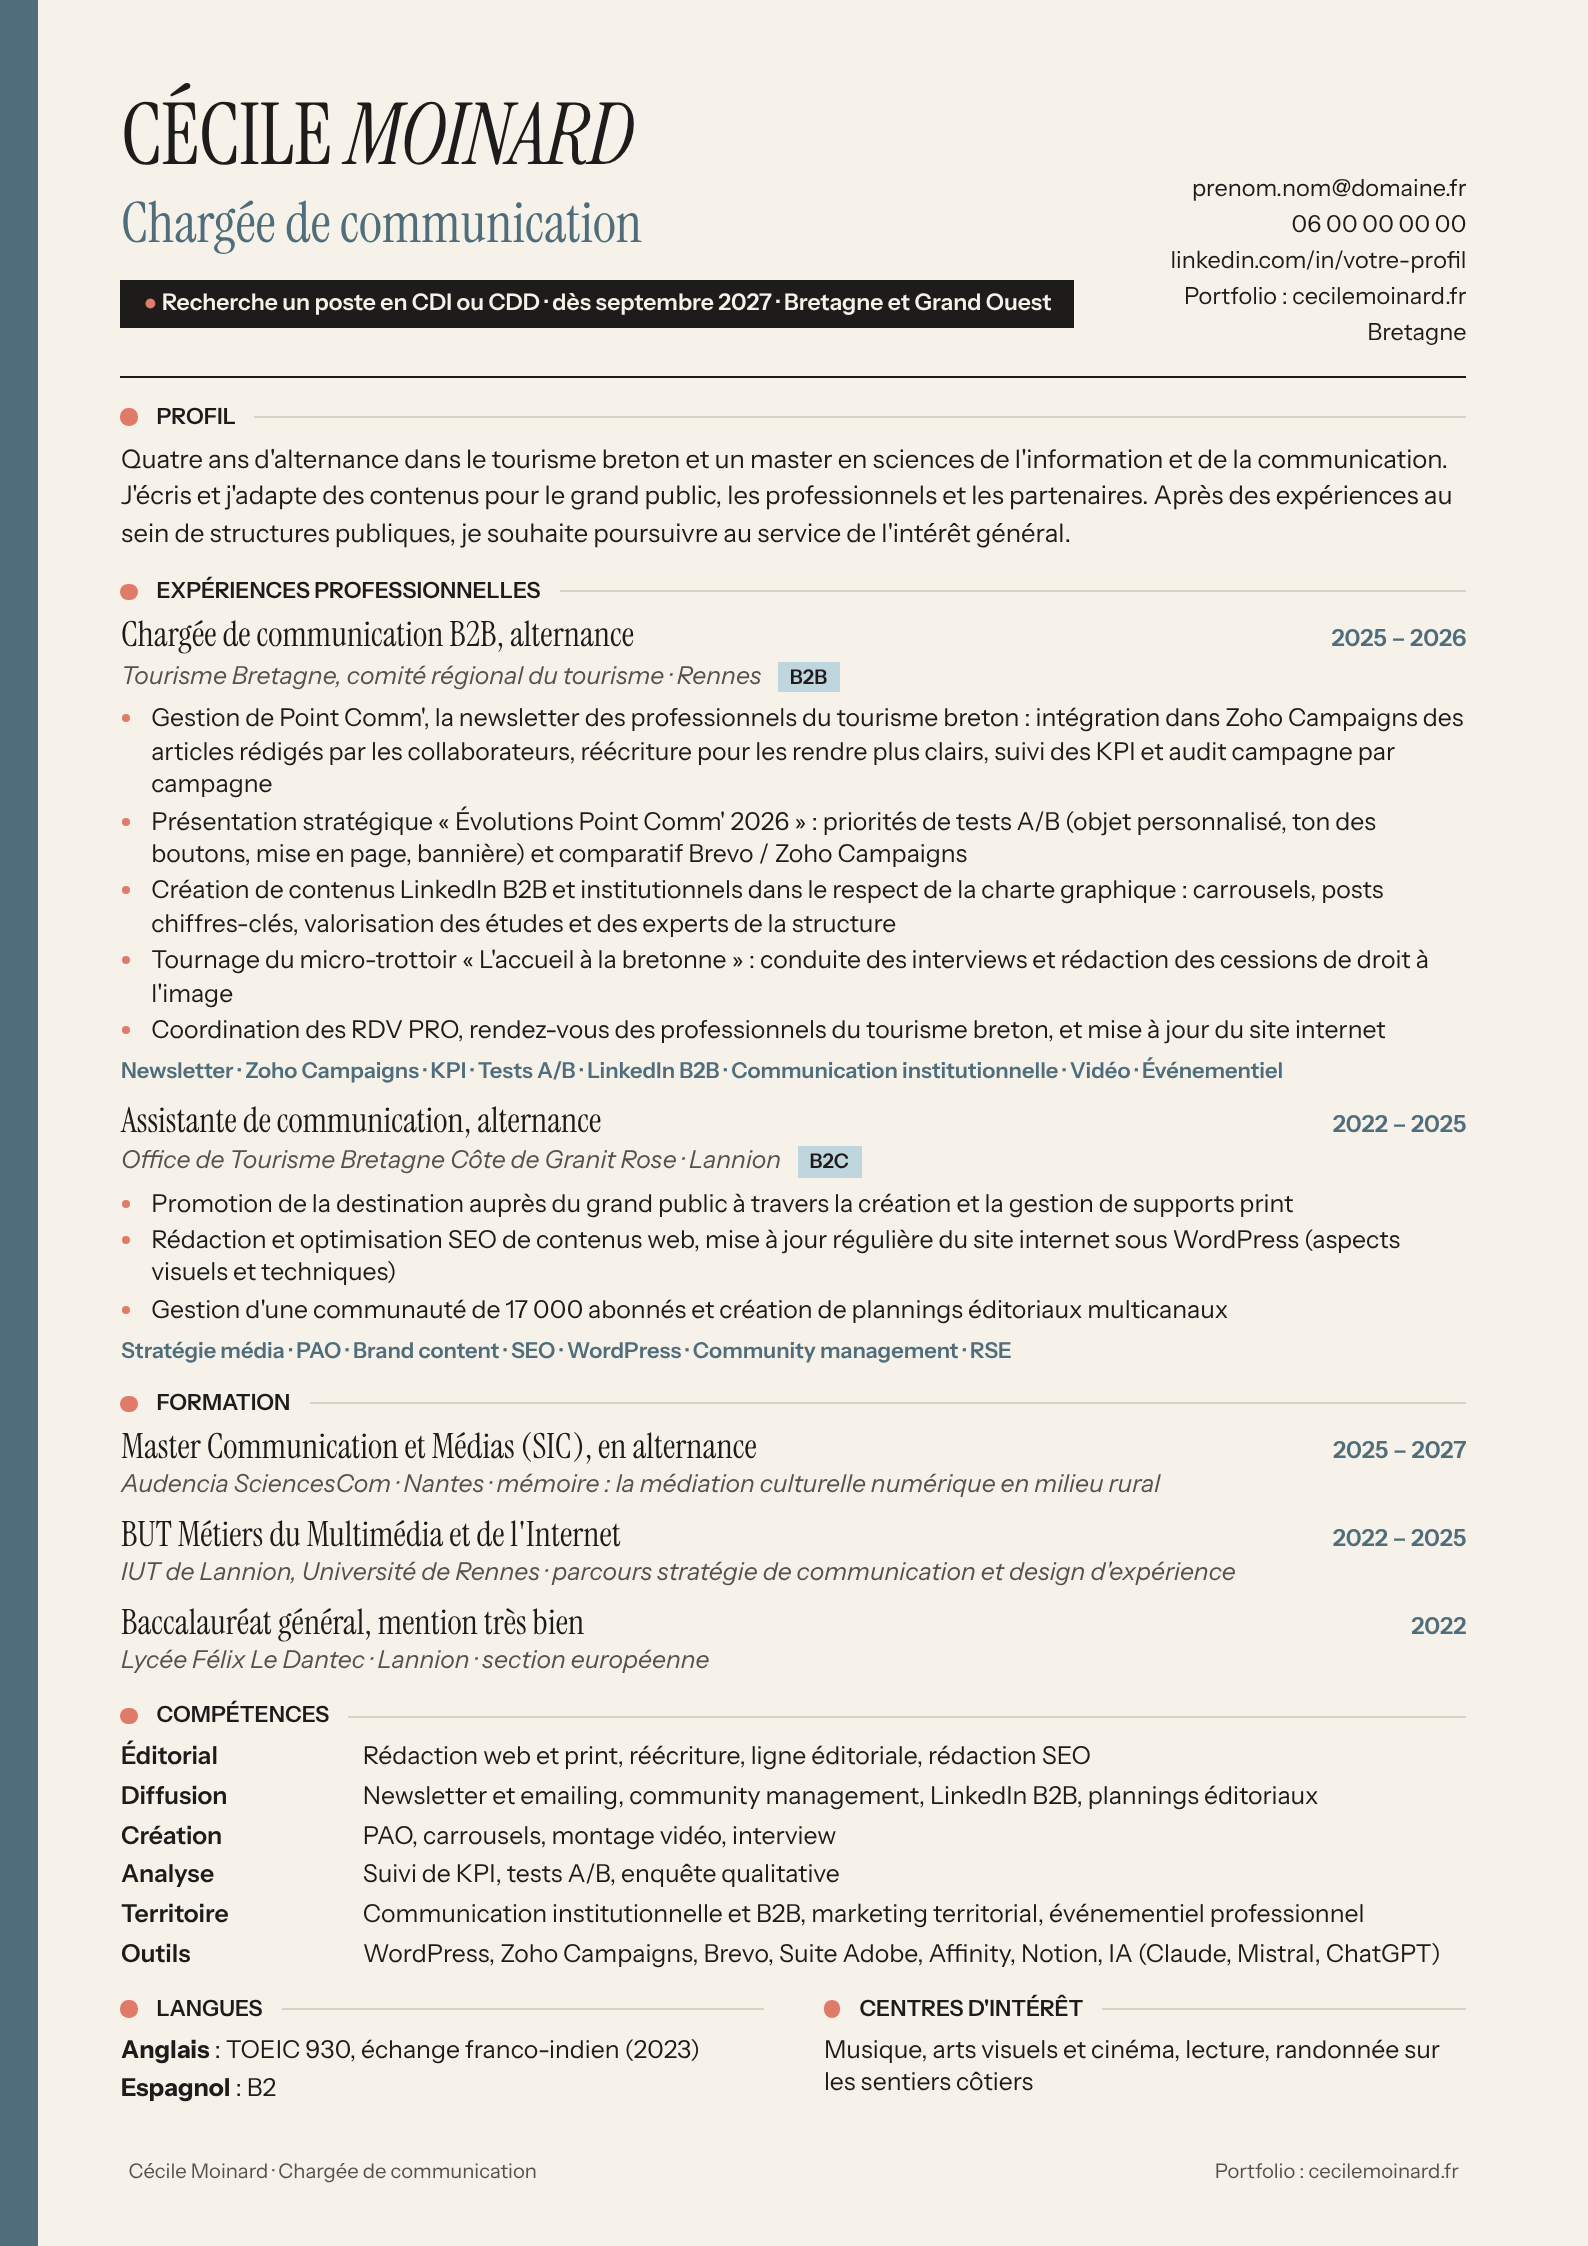 CÉCILE MOINARD
Chargée de communication
Recherche un poste en CDI ou CDD · dès septembre 2027 · Bretagne et Grand Ouest
prenom.nom@domaine.fr
06 00 00 00 00
linkedin.com/in/votre-profil
Portfolio : cecilemoinard.fr
Bretagne
PROFIL
Quatre ans d'alternance dans le tourisme breton et un master en sciences de l'information et de la communication.
J'écris et j'adapte des contenus pour le grand public, les professionnels et les partenaires. Après des expériences au
sein de structures publiques, je souhaite poursuivre au service de l'intérêt général.
EXPÉRIENCES PROFESSIONNELLES
Chargée de communication B2B, alternance 2025 – 2026
Tourisme Bretagne, comité régional du tourisme · Rennes B2B
• Gestion de Point Comm', la newsletter des professionnels du tourisme breton : intégration dans Zoho Campaigns des
articles rédigés par les collaborateurs, réécriture pour les rendre plus clairs, suivi des KPI et audit campagne par
campagne
• Présentation stratégique « Évolutions Point Comm' 2026 » : priorités de tests A/B (objet personnalisé, ton des
boutons, mise en page, bannière) et comparatif Brevo / Zoho Campaigns
• Création de contenus LinkedIn B2B et institutionnels dans le respect de la charte graphique : carrousels, posts
chiffres-clés, valorisation des études et des experts de la structure
• Tournage du micro-trottoir « L'accueil à la bretonne » : conduite des interviews et rédaction des cessions de droit à
l'image
• Coordination des RDV PRO, rendez-vous des professionnels du tourisme breton, et mise à jour du site internet
Newsletter · Zoho Campaigns · KPI · Tests A/B · LinkedIn B2B · Communication institutionnelle · Vidéo · Événementiel
Assistante de communication, alternance 2022 – 2025
Office de Tourisme Bretagne Côte de Granit Rose · Lannion B2C
• Promotion de la destination auprès du grand public à travers la création et la gestion de supports print
• Rédaction et optimisation SEO de contenus web, mise à jour régulière du site internet sous WordPress (aspects
visuels et techniques)
• Gestion d'une communauté de 17 000 abonnés et création de plannings éditoriaux multicanaux
Stratégie média · PAO · Brand content · SEO · WordPress · Community management · RSE
FORMATION
Master Communication et Médias (SIC), en alternance 2025 – 2027
Audencia SciencesCom · Nantes · mémoire : la médiation culturelle numérique en milieu rural
BUT Métiers du Multimédia et de l'Internet 2022 – 2025
IUT de Lannion, Université de Rennes · parcours stratégie de communication et design d'expérience
Baccalauréat général, mention très bien 2022
Lycée Félix Le Dantec · Lannion · section européenne
COMPÉTENCES
Éditorial Rédaction web et print, réécriture, ligne éditoriale, rédaction SEO
Diffusion Newsletter et emailing, community management, LinkedIn B2B, plannings éditoriaux
Création PAO, carrousels, montage vidéo, interview
Analyse Suivi de KPI, tests A/B, enquête qualitative
Territoire Communication institutionnelle et B2B, marketing territorial, événementiel professionnel
Outils WordPress, Zoho Campaigns, Brevo, Suite Adobe, Affinity, Notion, IA (Claude, Mistral, ChatGPT)
LANGUES
Anglais : TOEIC 930, échange franco-indien (2023)
Espagnol : B2
CENTRES D'INTÉRÊT
Musique, arts visuels et cinéma, lecture, randonnée sur
les sentiers côtiers
Cécile Moinard · Chargée de communication Portfolio : cecilemoinard.fr